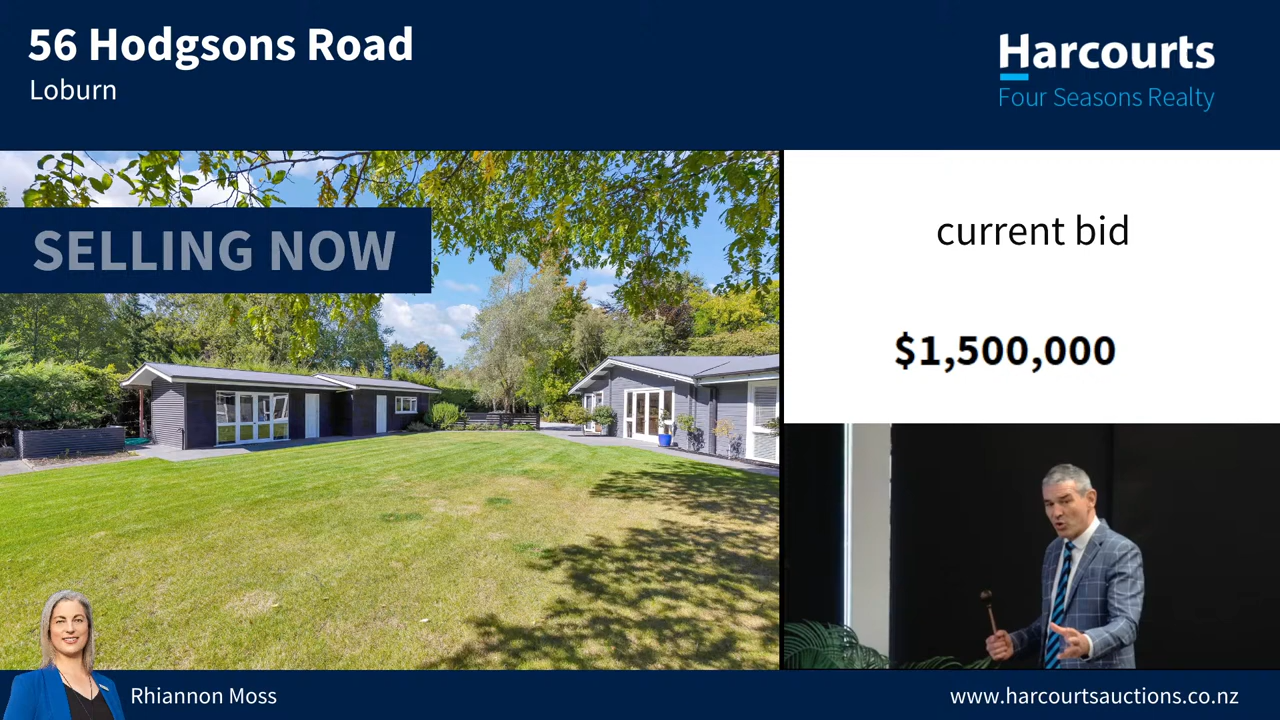 56 Hodgsons Road
Loburn
Harcourts
Four Seasons Realty
SELLING NOW
current bid
$1,500,000
Rhiannon Moss
www.harcourtsauctions.co.nz